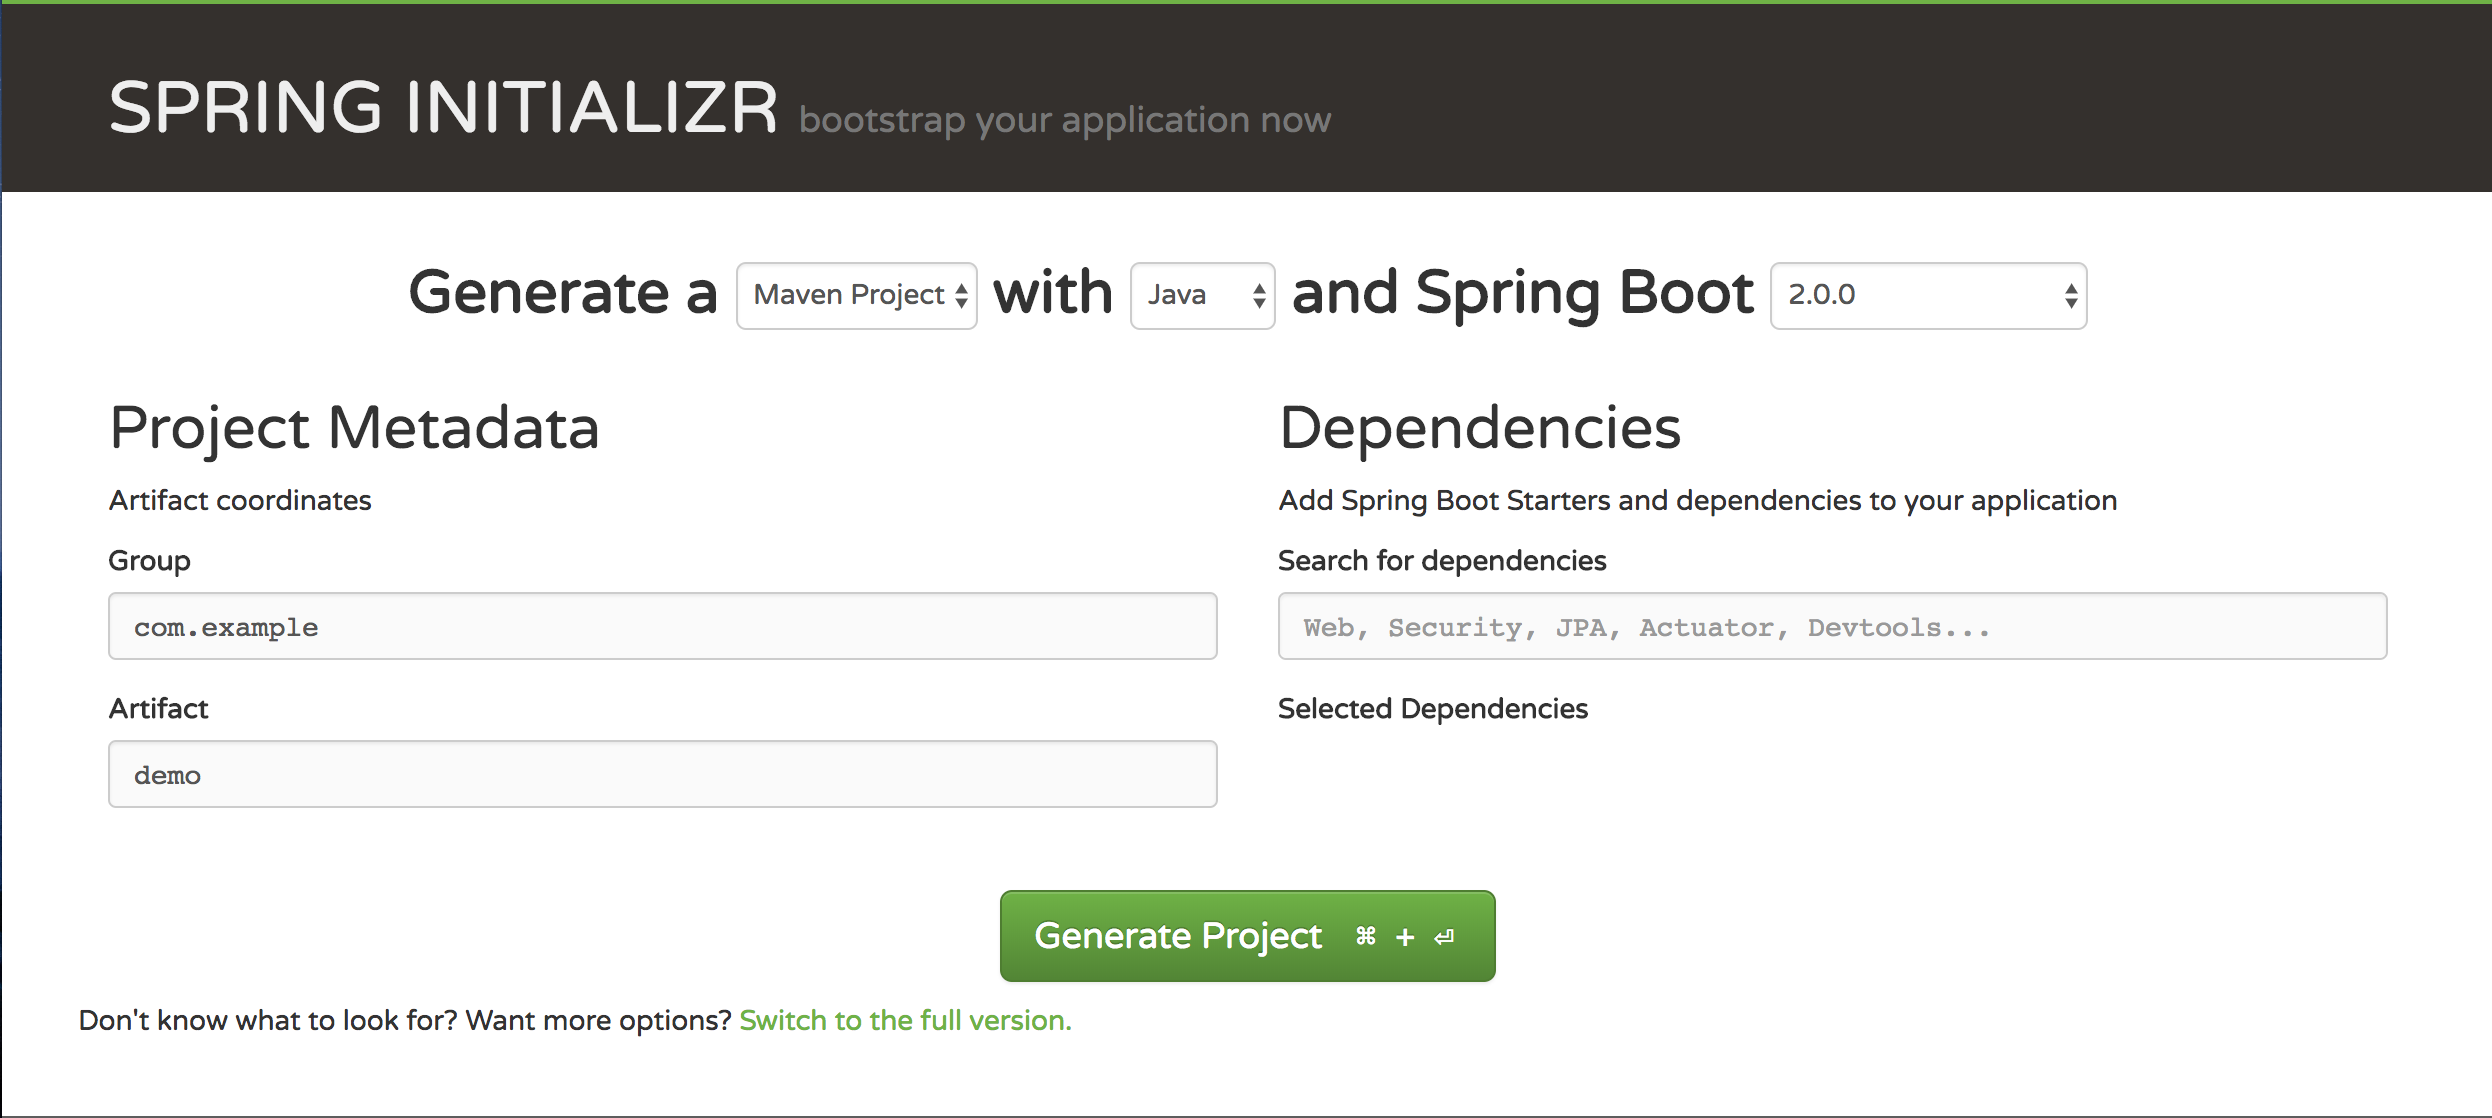 SPRING INITIALIZR bootstrap your application now
Generate a Maven Project with Java and Spring Boot 2.0.0
Project Metadata
Artifact coordinates
Group
com.example
Artifact
demo
Dependencies
Add Spring Boot Starters and dependencies to your application
Search for dependencies
Web, Security, JPA, Actuator, Devtools...
Selected Dependencies
Generate Project ⌘ + ⏎
Don't know what to look for? Want more options? Switch to the full version.